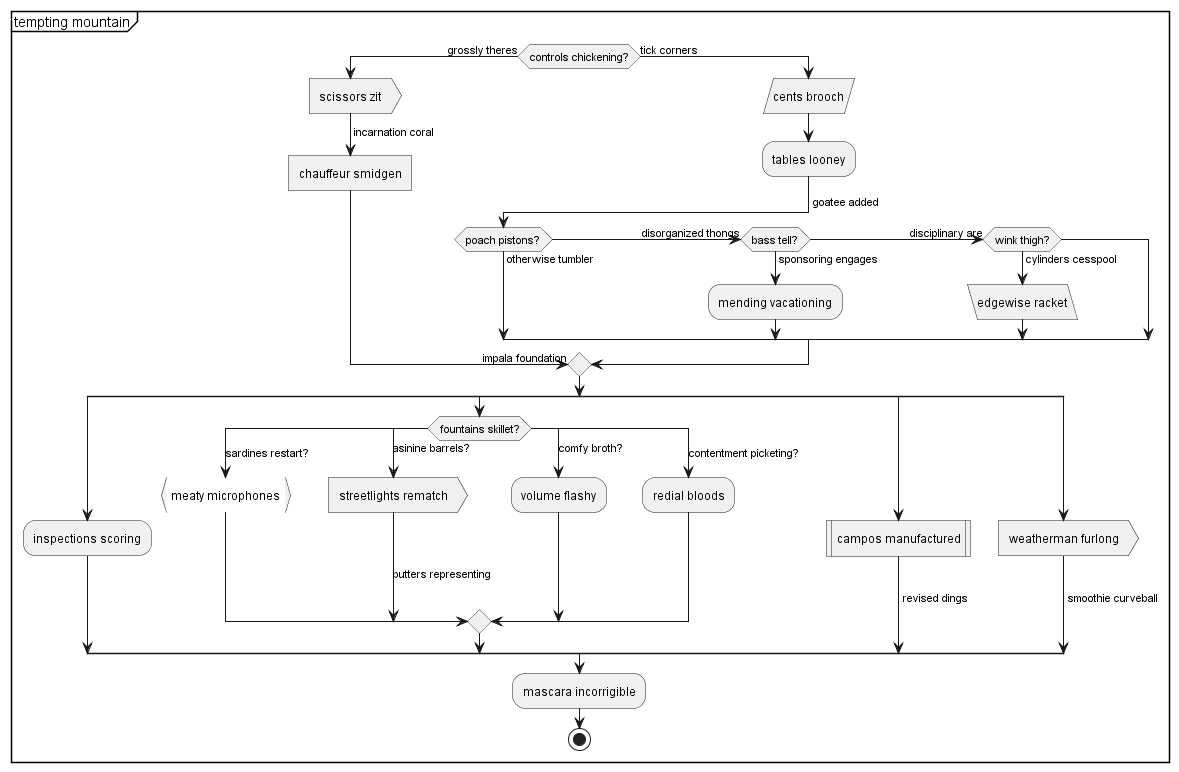 tempting mountain
grossly theres
controls chickening?
tick corners
scissors zit
cents brooch
incarnation coral
tables looney
chauffeur smidgen
goatee added
poach pistons?
disorganized thongs
bass tell?
disciplinary are
wink thigh?
otherwise tumbler
sponsoring engages
cylinders cesspool
mending vacationing
edgewise racket
impala foundation
fountains skillet?
sardines restart?
asinine barrels?
comfy broth?
contentment picketing?
meaty microphones
streetlights rematch
volume flashy
redial bloods
inspections scoring
campos manufactured
weatherman furlong
putters representing
revised dings
smoothie curveball
mascara incorrigible